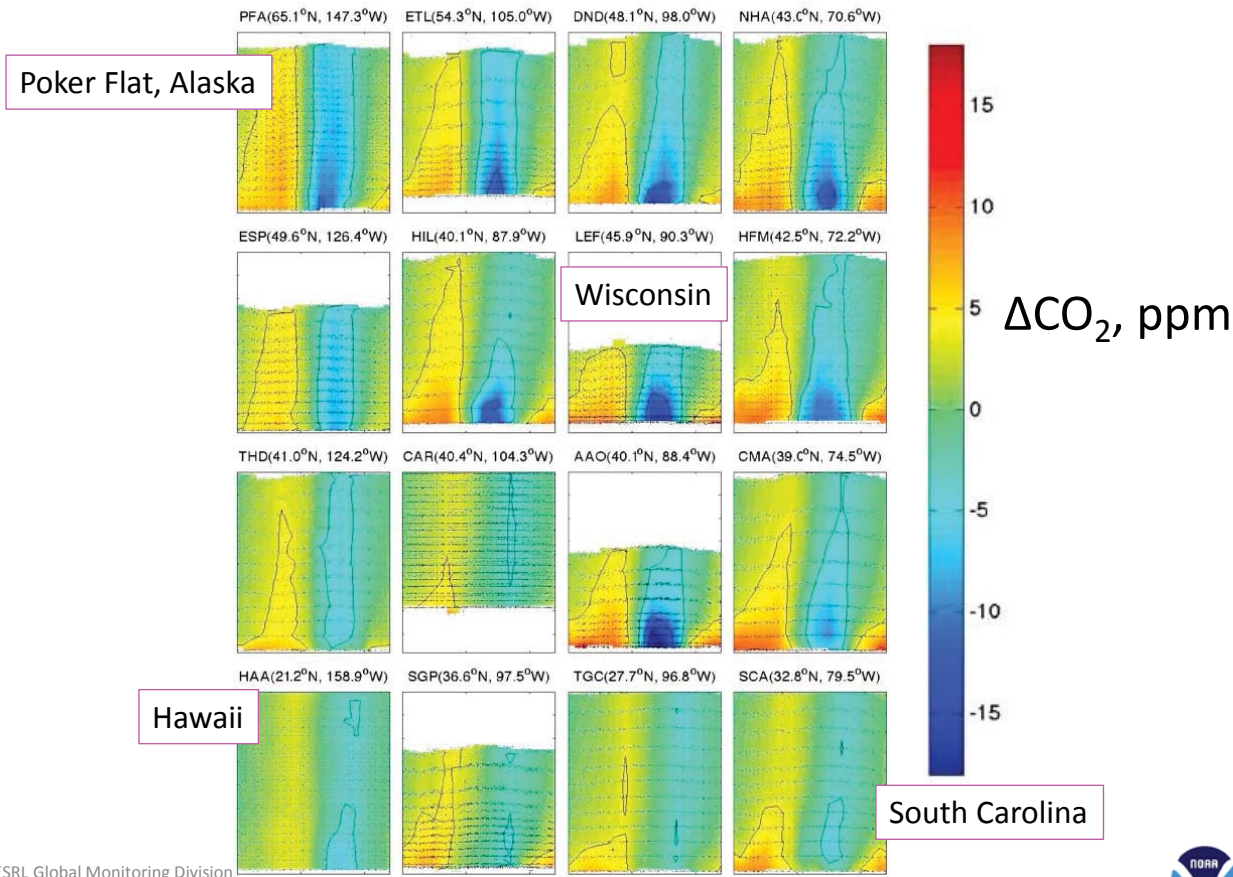 PFA(65.1°N, 147.3°W) ETL(54.3°N, 105.0°W) DND(48.1°N, 98.0°W) NHA(43.0°N, 70.6°W)
Poker Flat, Alaska
ESP(49.6°N, 126.4°W) HIL(40.1°N, 87.9°W) LEF(45.9°N, 90.3°W) HFM(42.5°N, 72.2°W)
Wisconsin
THD(41.0°N, 124.2°W) CAR(40.4°N, 104.3°W) AAO(40.1°N, 88.4°W) CMA(39.0°N, 74.5°W)
HAA(21.2°N, 158.9°W) SGP(36.6°N, 97.5°W) TGC(27.7°N, 96.8°W) SCA(32.8°N, 79.5°W)
Hawaii
South Carolina
15
10
5
0
-5
-10
-15
ΔCO₂, ppm
ESRL Global Monitoring Division
NOAA